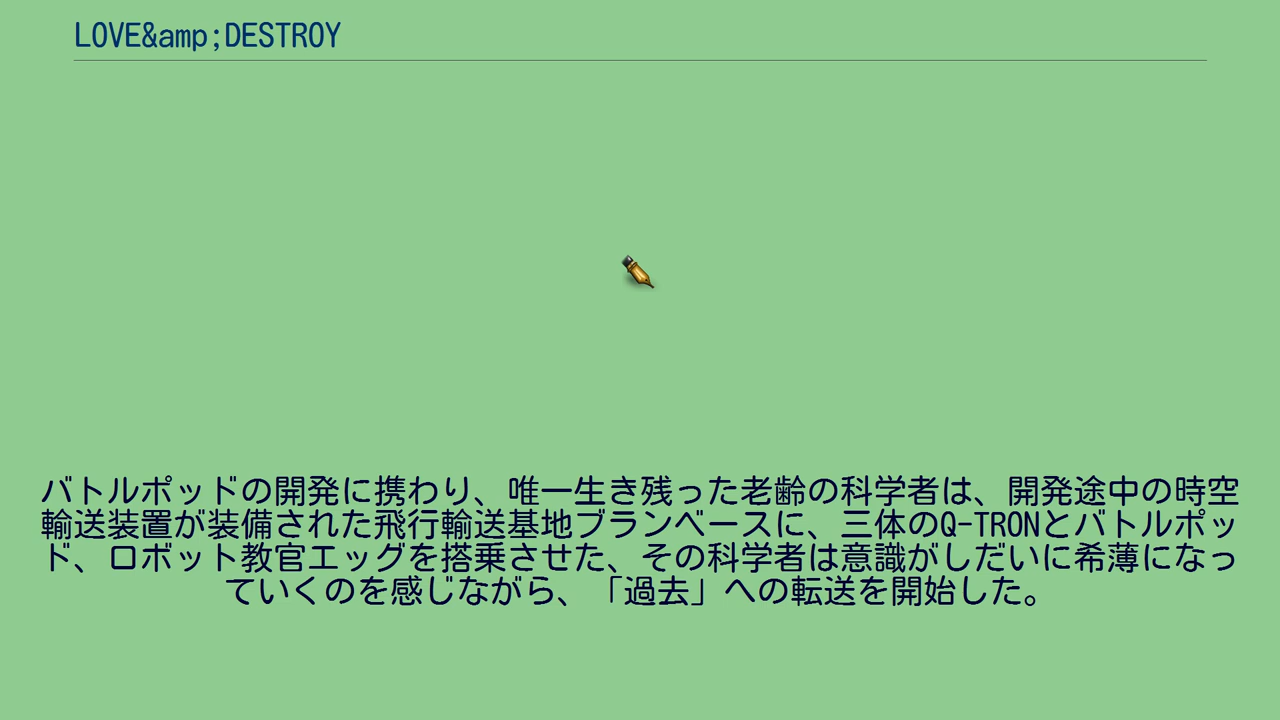 LOVE&amp;DESTROY
バトルポッドの開発に携わり、唯一生き残った老齢の科学者は、開発途中の時空
輸送装置が装備された飛行輸送基地ブランベースに、三体のQ-TRONとバトルポッ
ド、ロボット教官エッグを搭乗させた、その科学者は意識がしだいに希薄になっ
ていくのを感じながら、「過去」への転送を開始した。